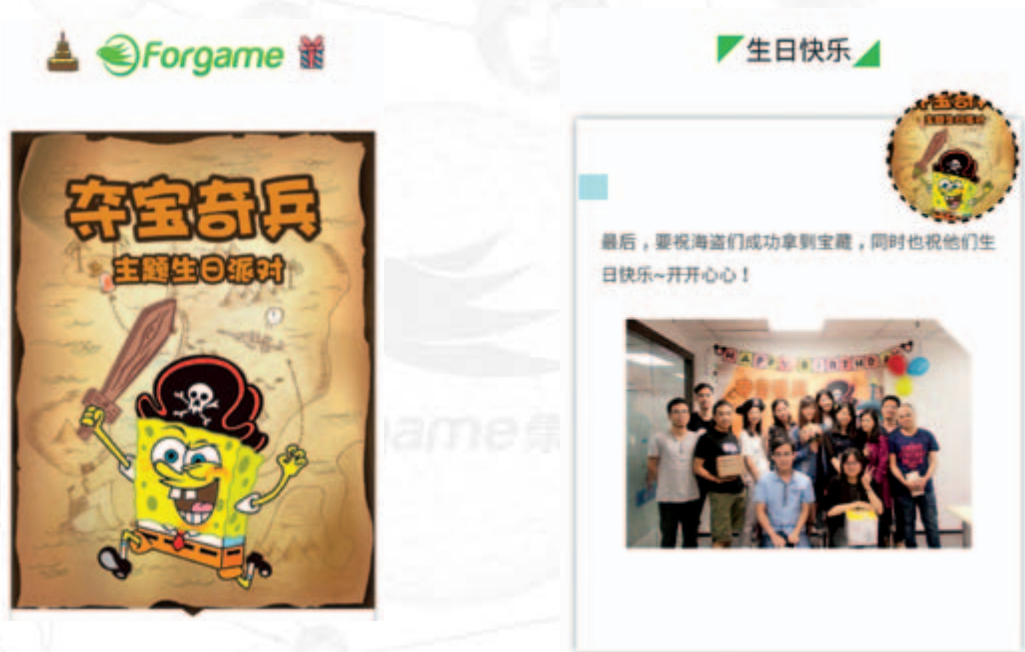 Forgame
夺宝奇兵
主题生日派对
生日快乐
最后,要祝海盗们成功拿到宝藏,同时也祝他们生
日快乐~开开心心!
HAPPY BIRTHD